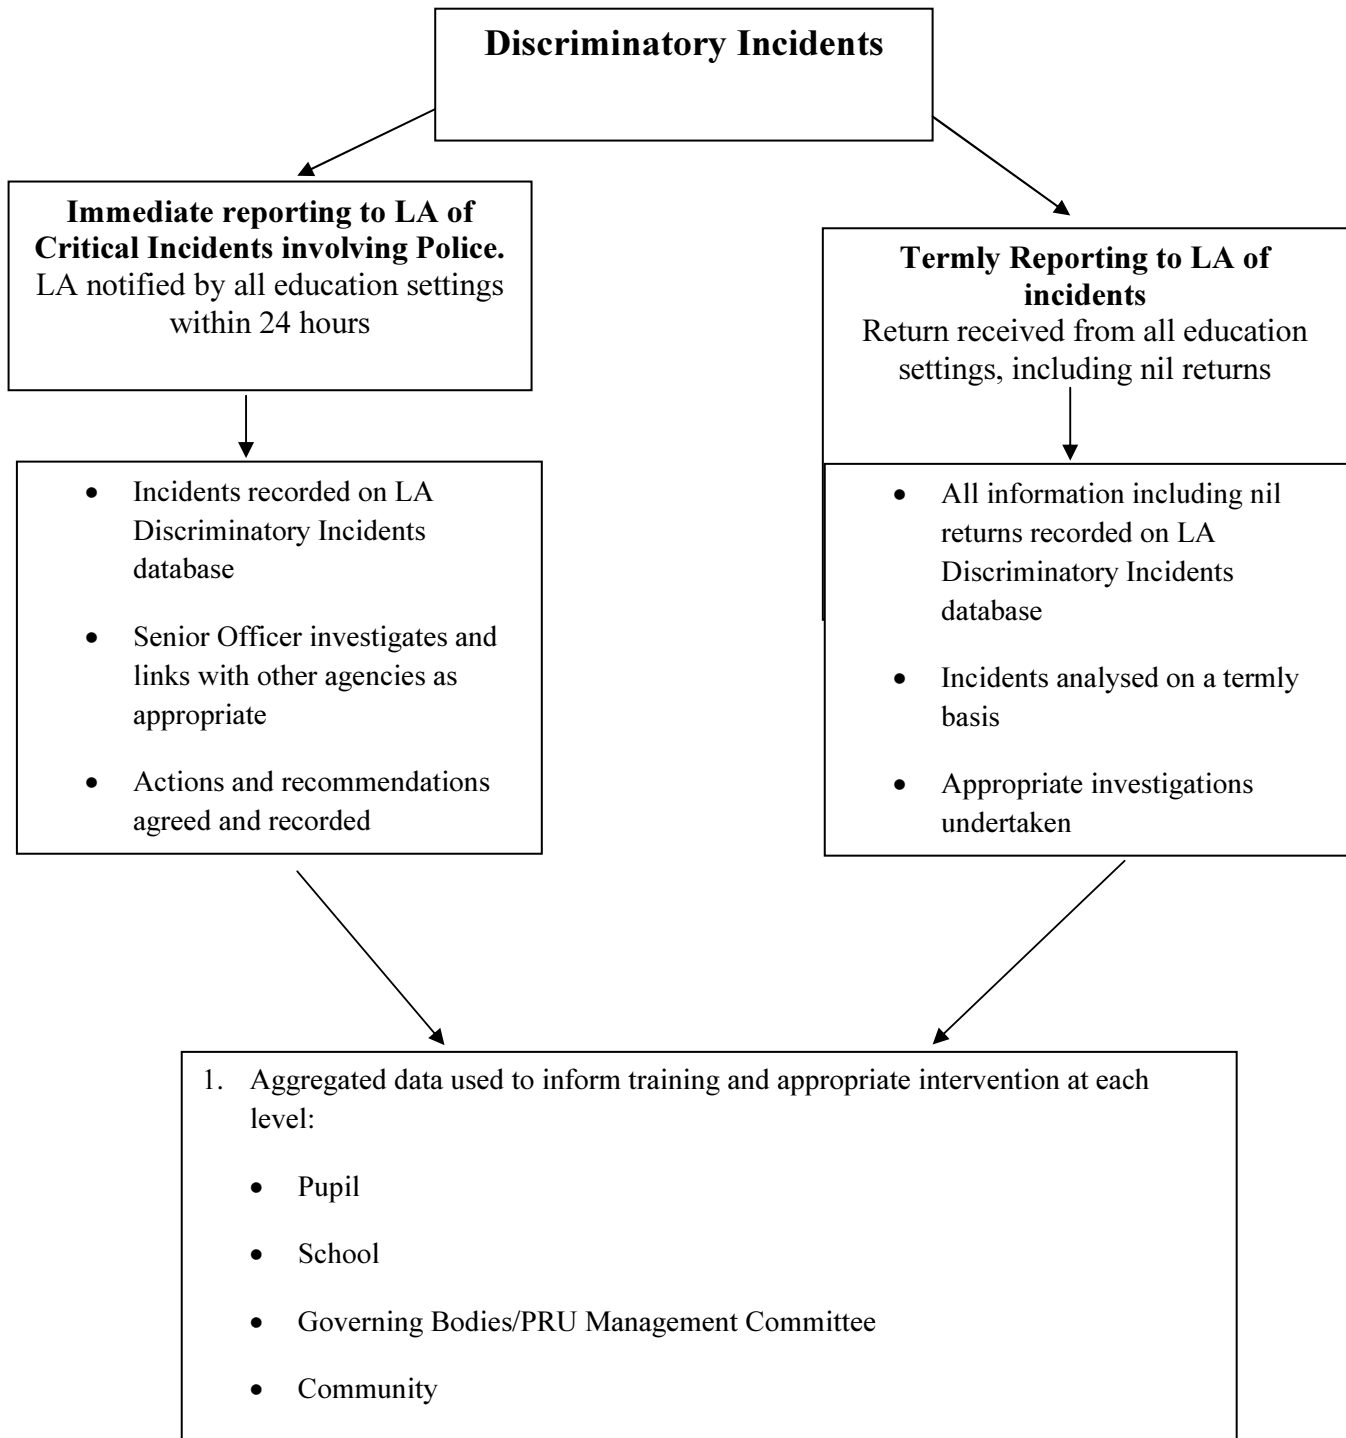 Discriminatory Incidents
Immediate reporting to LA of
Critical Incidents involving Police.
LA notified by all education settings
within 24 hours
Termly Reporting to LA of
incidents
Return received from all education
settings, including nil returns
• Incidents recorded on LA
Discriminatory Incidents
database
• Senior Officer investigates and
links with other agencies as
appropriate
• Actions and recommendations
agreed and recorded
• All information including nil
returns recorded on LA
Discriminatory Incidents
database
• Incidents analysed on a termly
basis
• Appropriate investigations
undertaken
1. Aggregated data used to inform training and appropriate intervention at each
level:
• Pupil
• School
• Governing Bodies/PRU Management Committee
• Community